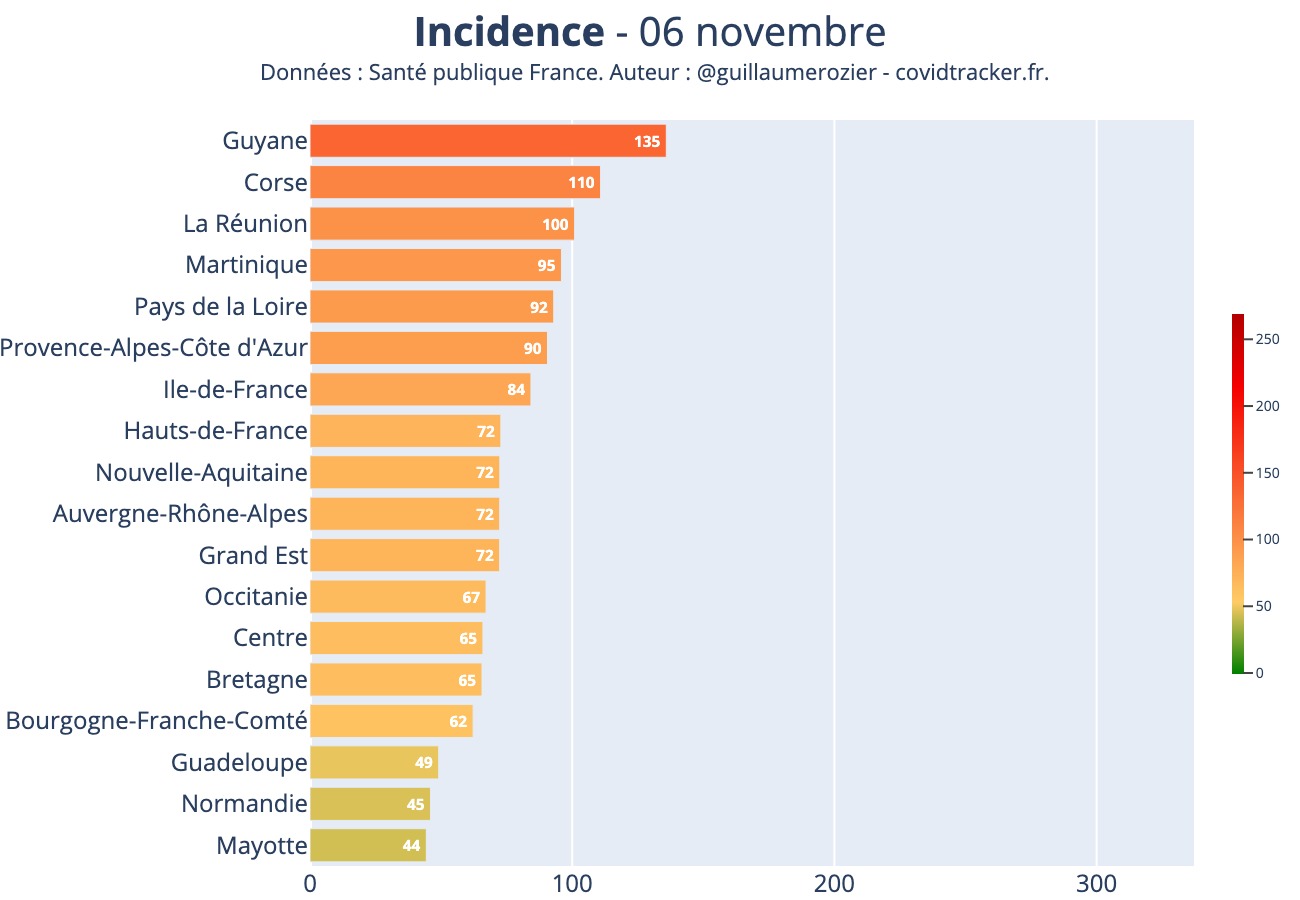 Incidence - 06 novembre
Données : Santé publique France. Auteur : @guillaumerozier - covidtracker.fr.
Guyane 135
Corse 110
La Réunion 100
Martinique 95
Pays de la Loire 92
Provence-Alpes-Côte d'Azur 90
Ile-de-France 84
Hauts-de-France 72
Nouvelle-Aquitaine 72
Auvergne-Rhône-Alpes 72
Grand Est 72
Occitanie 67
Centre 65
Bretagne 65
Bourgogne-Franche-Comté 62
Guadeloupe 49
Normandie 45
Mayotte 44
0 100 200 300
250
200
150
100
50
0